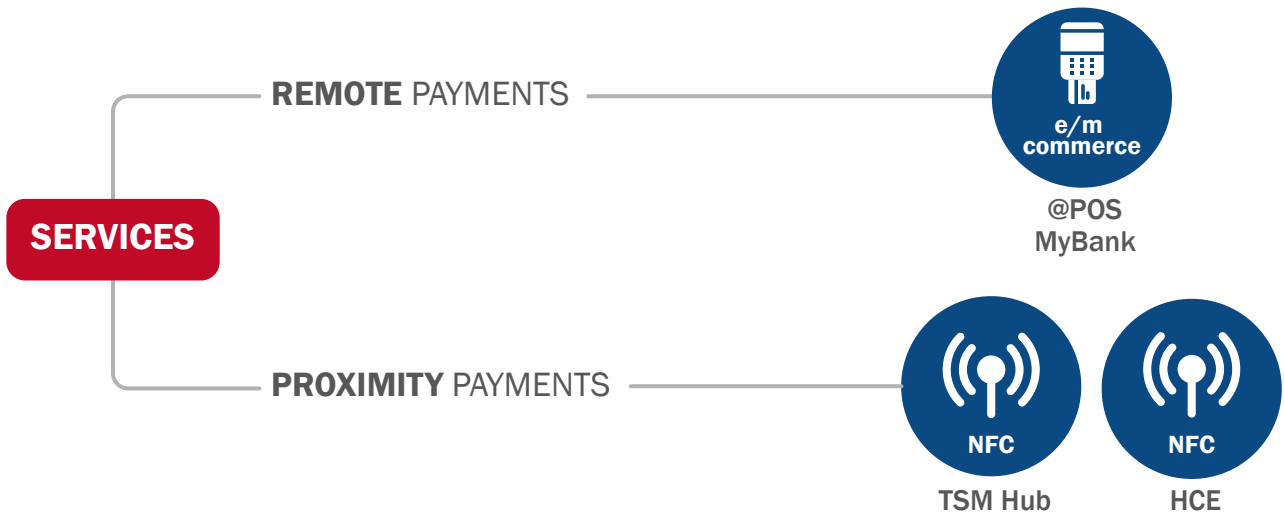 REMOTE PAYMENTS
e/m
commerce
@POS
MyBank
SERVICES
PROXIMITY PAYMENTS
NFC
TSM Hub
NFC
HCE